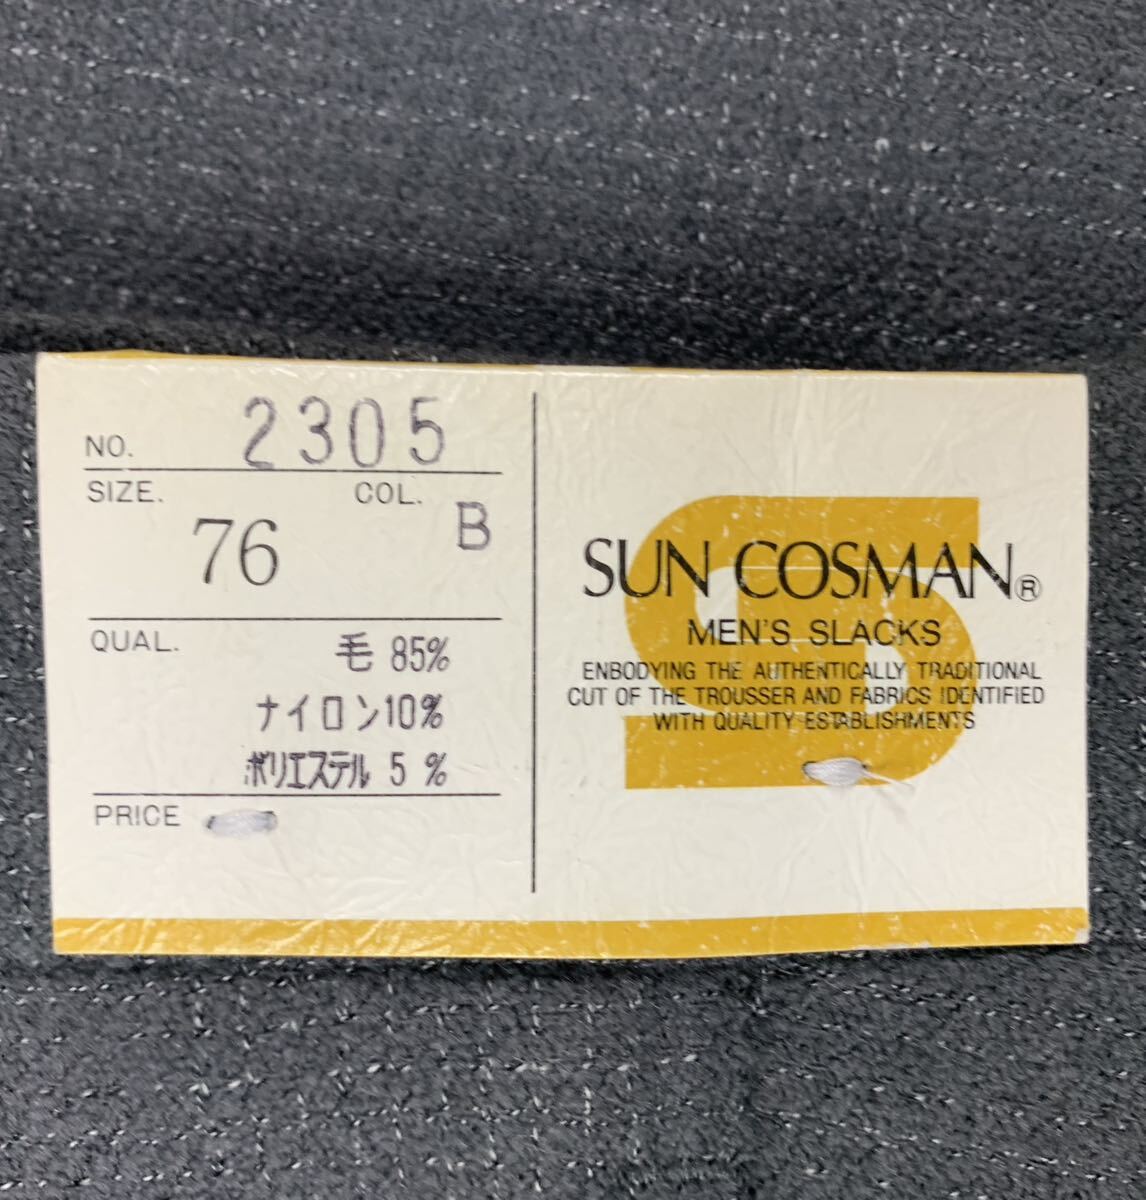 NO. 2305
SIZE. 76 COL. B
QUAL. 毛 85%
ナイロン10%
ポリエステル 5 %
PRICE
SUN COSMAN®
MEN'S SLACKS
ENBODYING THE AUTHENTICALLY TRADITIONAL
CUT OF THE TROUSSER AND FABRICS IDENTIFIED
WITH QUALITY ESTABLISHMENTS